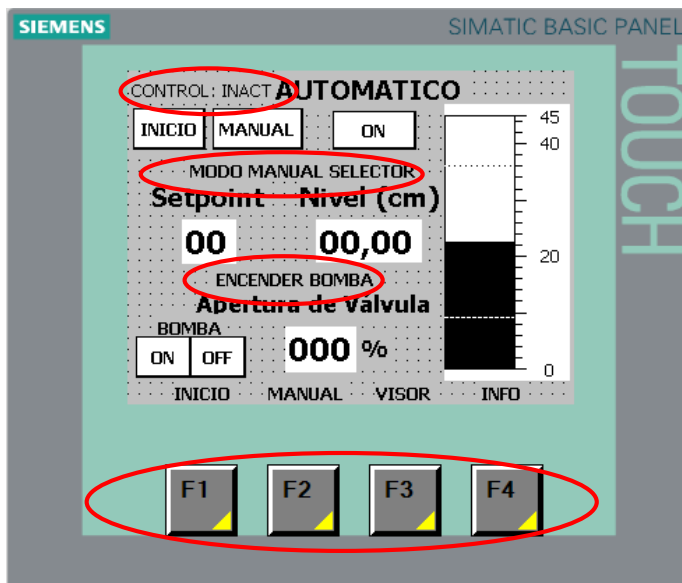 SIEMENS SIMATIC BASIC PANEL
TOUCH
CONTROL: INACT AUTOMATICO
INICIO MANUAL ON
45
40
MODO MANUAL SELECTOR
Setpoint Nivel (cm)
00 00,00
20
ENCENDER BOMBA
Apertura de Válvula
BOMBA
ON OFF 000 %
0
INICIO MANUAL VISOR INFO
F1 F2 F3 F4